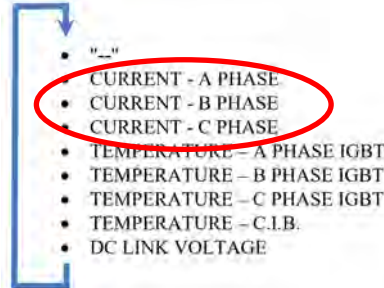 • "--"
• CURRENT - A PHASE
• CURRENT - B PHASE
• CURRENT - C PHASE
• TEMPERATURE – A PHASE IGBT
• TEMPERATURE – B PHASE IGBT
• TEMPERATURE – C PHASE IGBT
• TEMPERATURE – C.I.B.
• DC LINK VOLTAGE